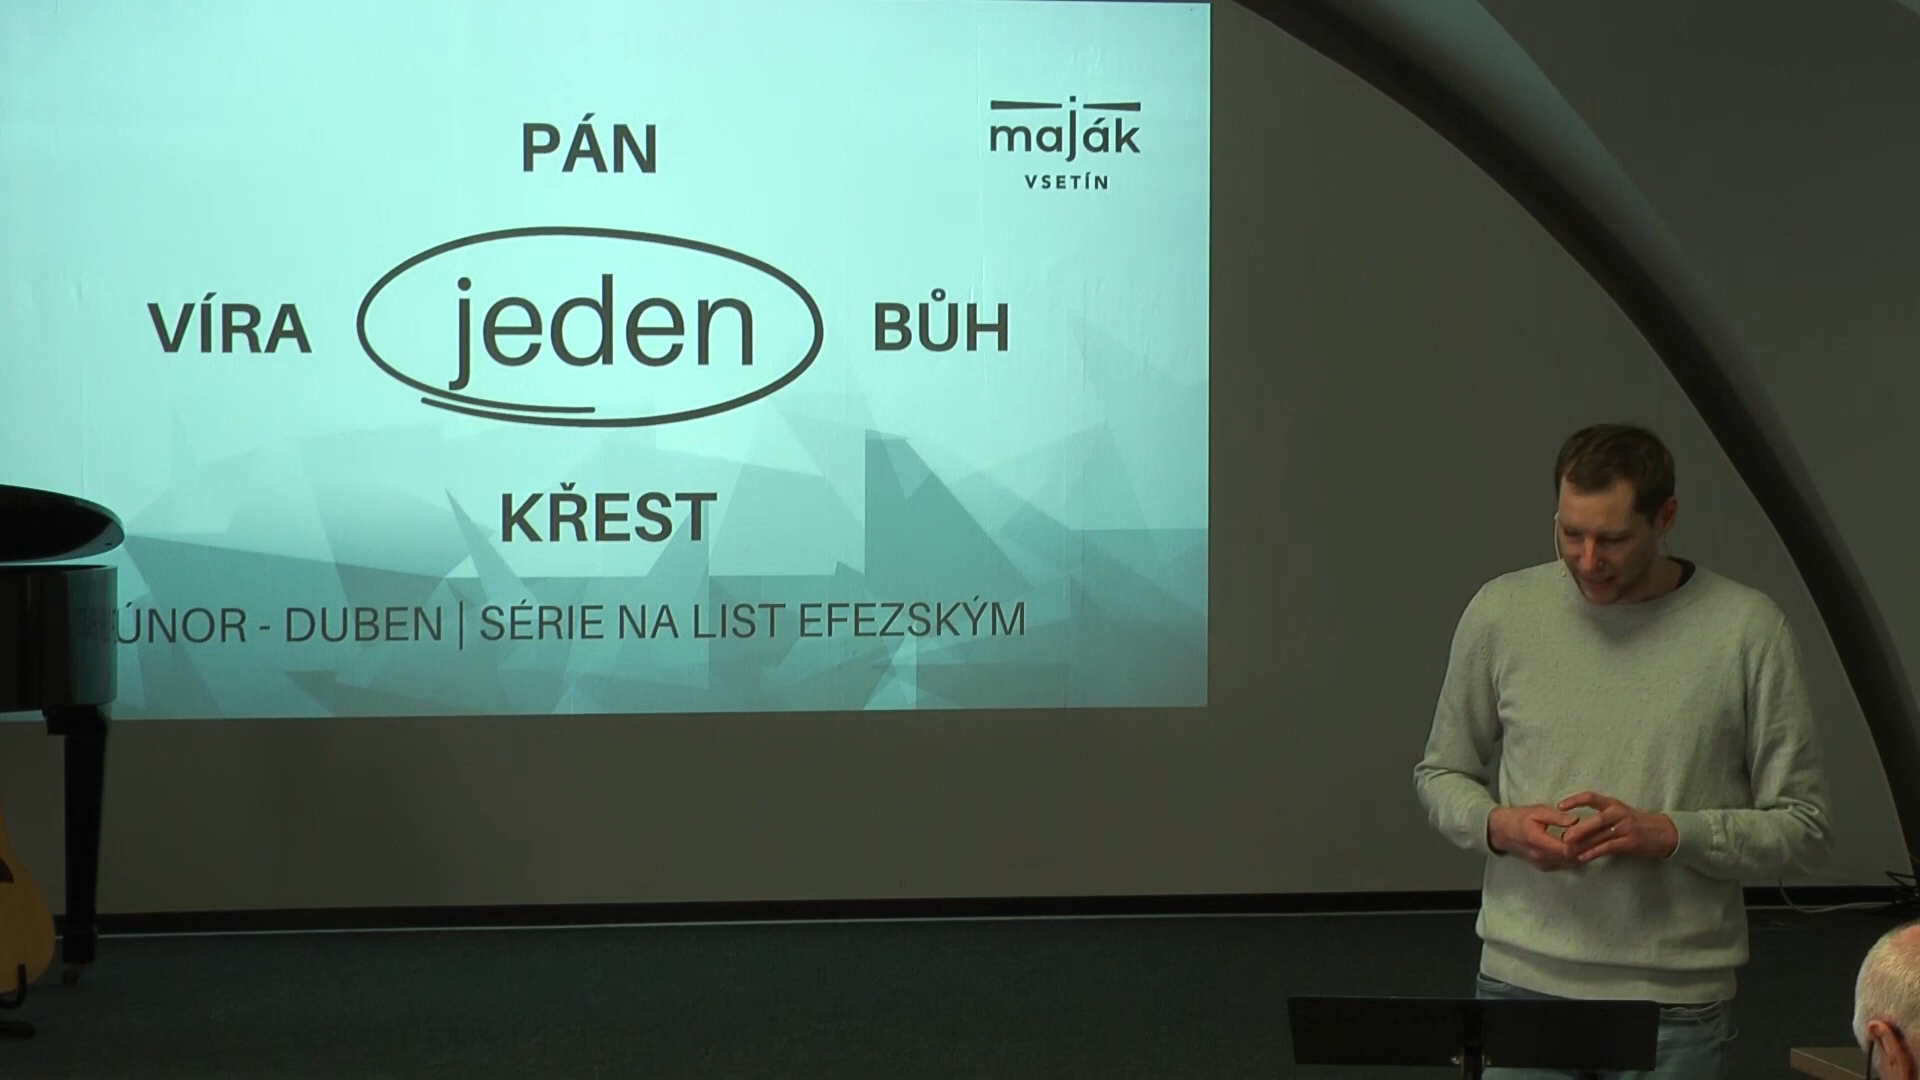 PÁN
maják
VSETÍN
VÍRA jeden BŮH
KŘEST
ÚNOR - DUBEN | SÉRIE NA LIST EFEZSKÝM